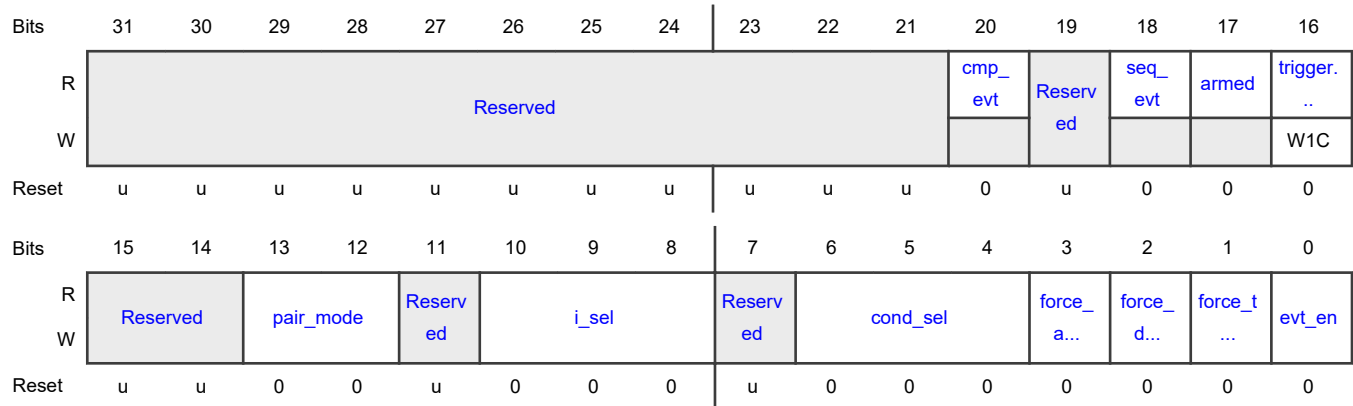 Bits 31 30 29 28 27 26 25 24 23 22 21 20 19 18 17 16
R Reserved cmp_ evt Reserv ed seq_ evt armed trigger. ..
W W1C
Reset u u u u u u u u u u u 0 u 0 0 0
Bits 15 14 13 12 11 10 9 8 7 6 5 4 3 2 1 0
R Reserved pair_mode Reserv ed i_sel Reserv ed cond_sel force_ a... force_ d... force_t ... evt_en
W
Reset u u 0 0 u 0 0 0 u 0 0 0 0 0 0 0